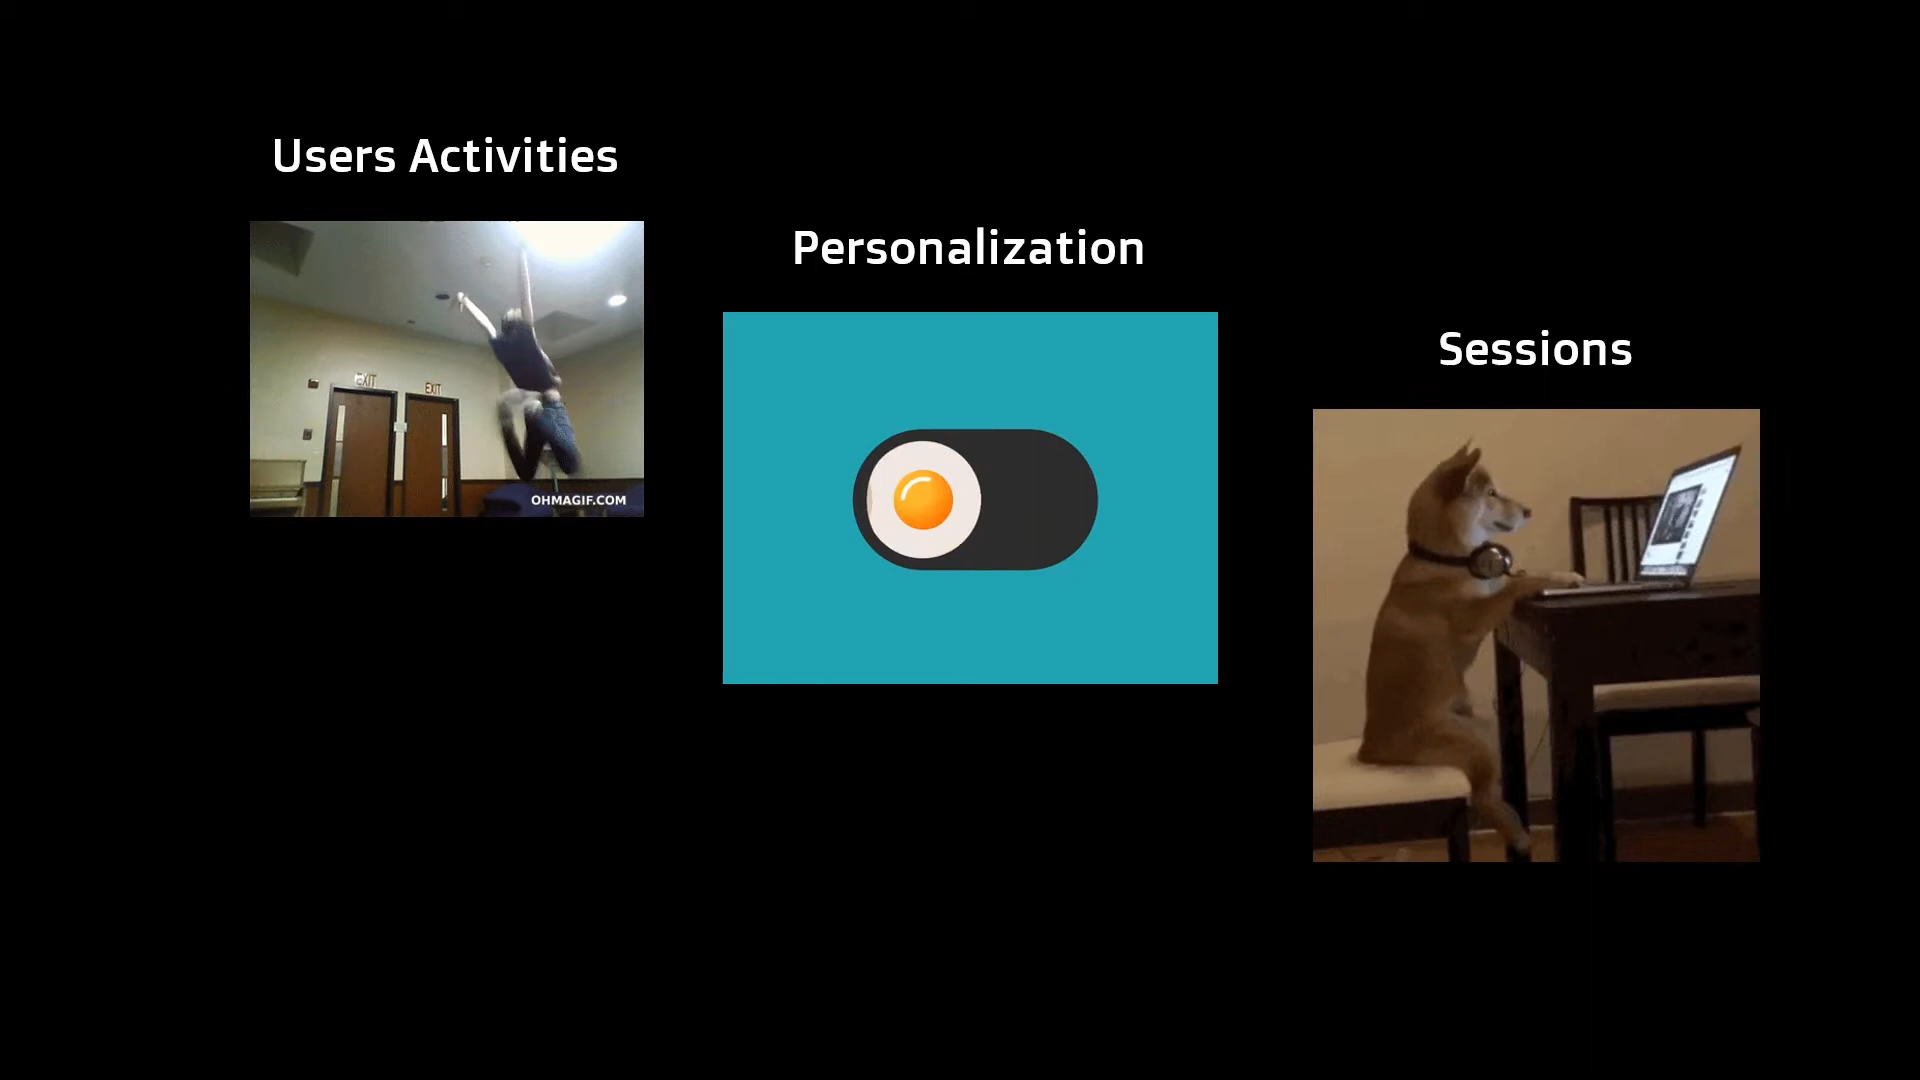 Users Activities
Personalization
Sessions
EXIT
EXIT
OHMAGIF.COM